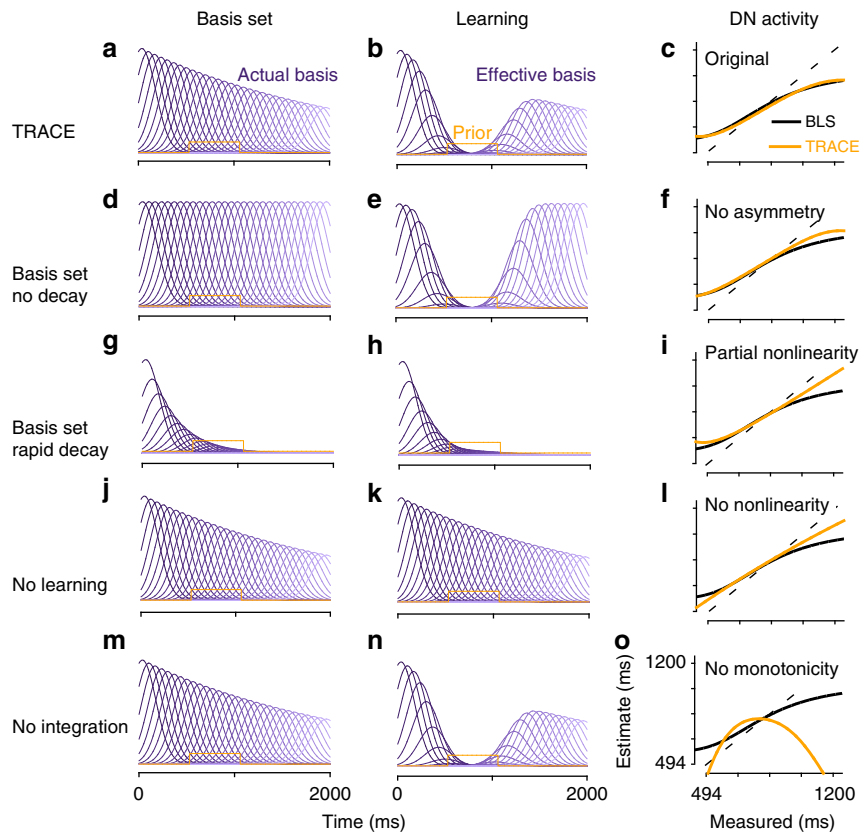 Basis set
Learning
DN activity
a
b
c
Actual basis
Effective basis
Prior
Original
BLS
TRACE
TRACE
d
e
f
Basis set
no decay
No asymmetry
g
h
i
Basis set
rapid decay
Partial nonlinearity
j
k
l
No learning
No nonlinearity
m
n
o
No integration
No monotonicity
1200
494
Estimate (ms)
0
2000
0
2000
494
1200
Time (ms)
Measured (ms)